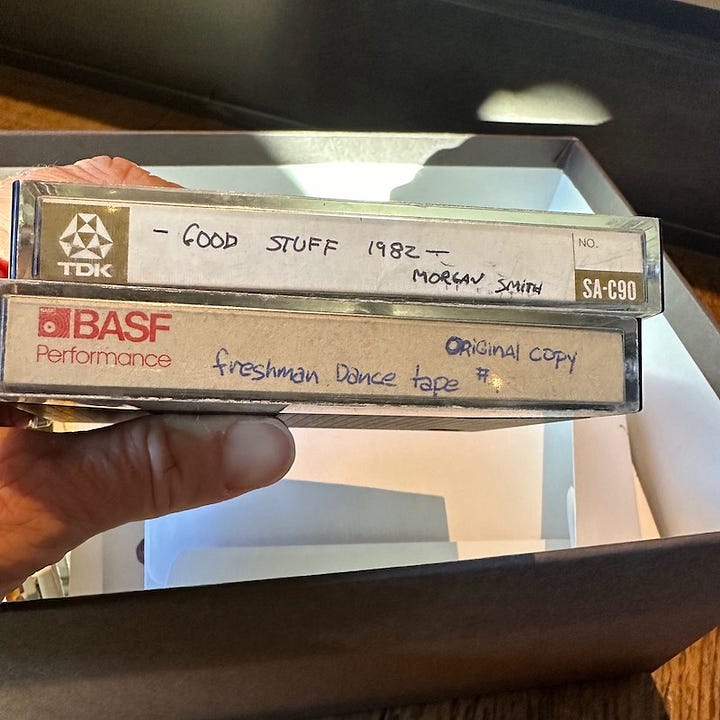 - GOOD STUFF 1982 -
MORGAN SMITH
NO.
TDK
SA-C90
BASF
Performance
ORIGINAL COPY
freshman Dance tape #